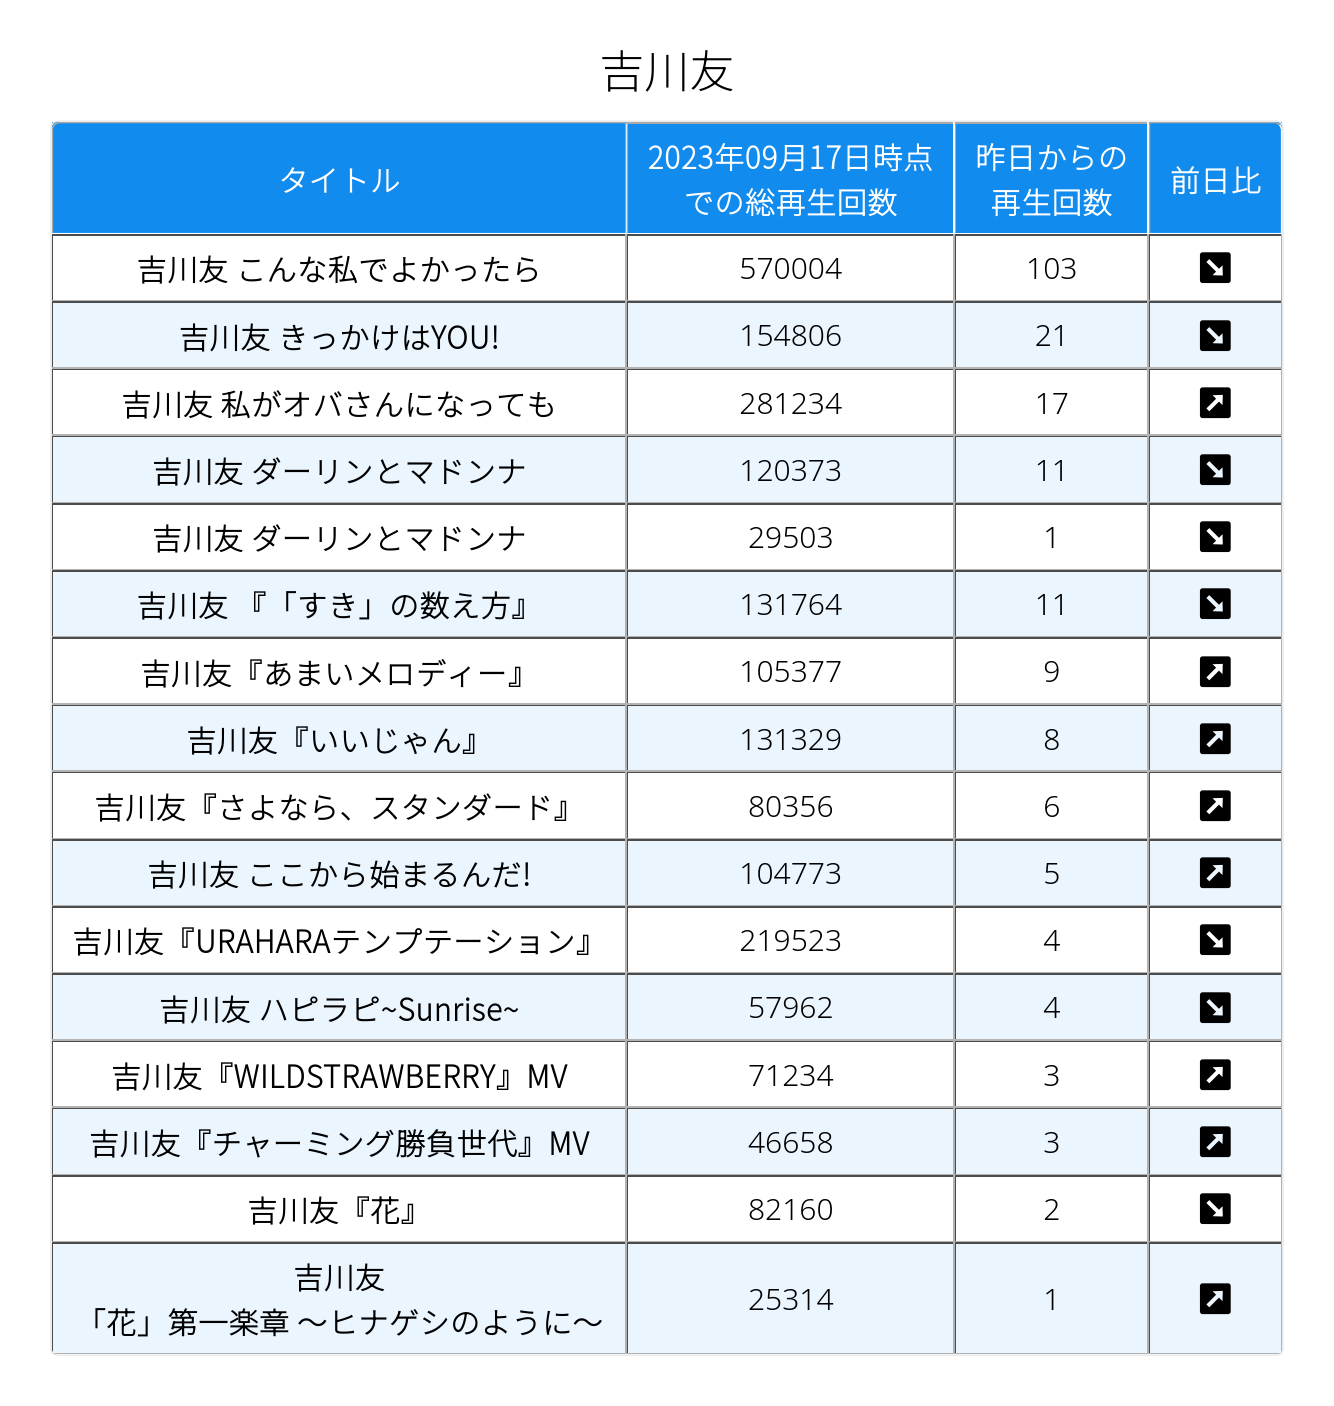 吉川友
タイトル
2023年09月17日時点
での総再生回数
昨日からの
再生回数
前日比
吉川友 こんな私でよかったら 570004 103
吉川友 きっかけはYOU! 154806 21
吉川友 私がオバさんになっても 281234 17
吉川友 ダーリンとマドンナ 120373 11
吉川友 ダーリンとマドンナ 29503 1
吉川友 『「すき」の数え方』 131764 11
吉川友『あまいメロディー』 105377 9
吉川友『いいじゃん』 131329 8
吉川友『さよなら、スタンダード』 80356 6
吉川友 ここから始まるんだ! 104773 5
吉川友『URAHARAテンプテーション』 219523 4
吉川友 ハピラピ~Sunrise~ 57962 4
吉川友『WILDSTRAWBERRY』MV 71234 3
吉川友『チャーミング勝負世代』MV 46658 3
吉川友『花』 82160 2
吉川友
「花」第一楽章 〜ヒナゲシのように〜 25314 1